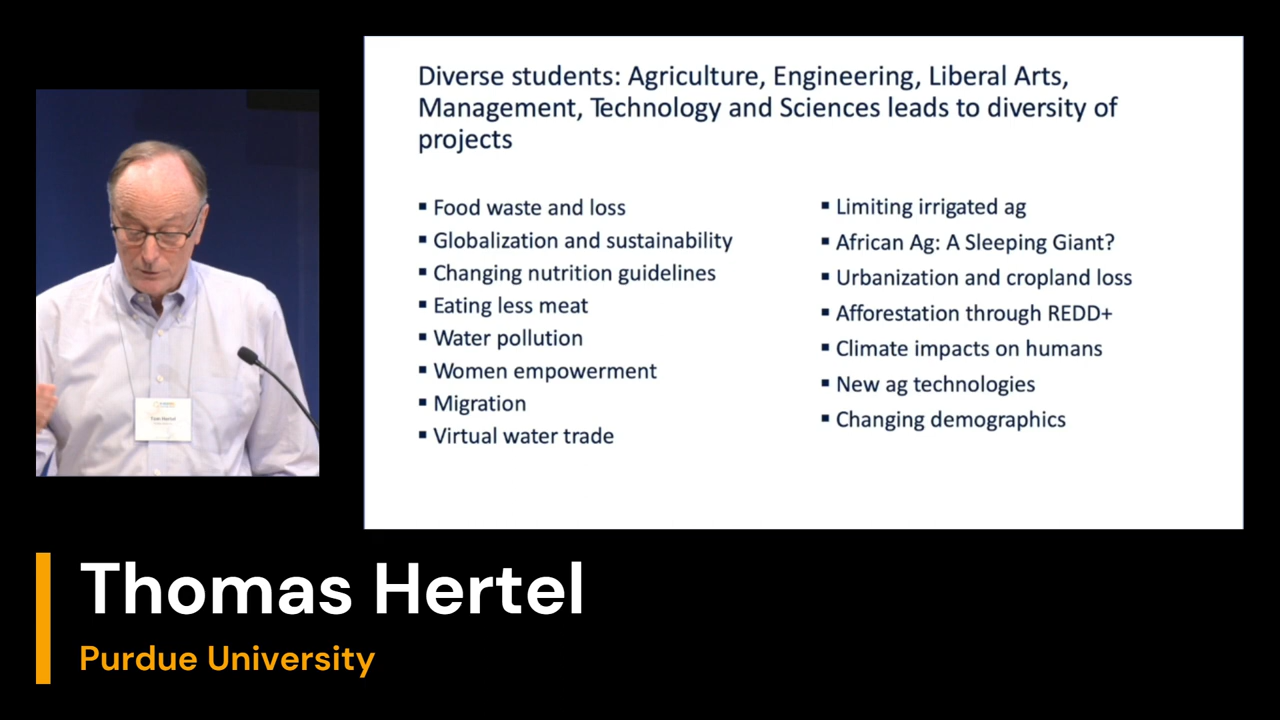 Diverse students: Agriculture, Engineering, Liberal Arts,
Management, Technology and Sciences leads to diversity of
projects
▪ Food waste and loss
▪ Globalization and sustainability
▪ Changing nutrition guidelines
▪ Eating less meat
▪ Water pollution
▪ Women empowerment
▪ Migration
▪ Virtual water trade
▪ Limiting irrigated ag
▪ African Ag: A Sleeping Giant?
▪ Urbanization and cropland loss
▪ Afforestation through REDD+
▪ Climate impacts on humans
▪ New ag technologies
▪ Changing demographics
Tom Hertel
Thomas Hertel
Purdue University